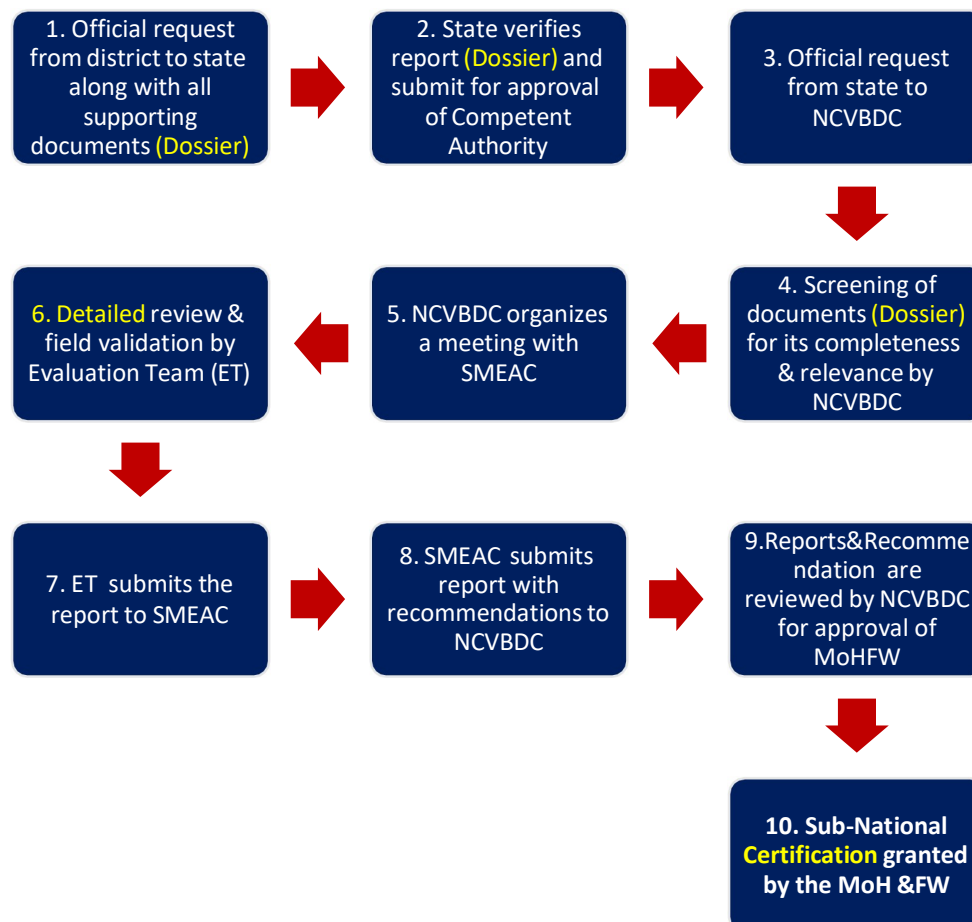 1. Official request
from district to state
along with all
supporting
documents (Dossier)
2. State verifies
report (Dossier) and
submit for approval
of Competent
Authority
3. Official request
from state to
NCVBDC
4. Screening of
documents (Dossier)
for its completeness
& relevance by
NCVBDC
5. NCVBDC organizes
a meeting with
SMEAC
6. Detailed review &
field validation by
Evaluation Team (ET)
7. ET submits the
report to SMEAC
8. SMEAC submits
report with
recommendations to
NCVBDC
9.Reports&Recomme
ndation are
reviewed by NCVBDC
for approval of
MoHFW
10. Sub-National
Certification granted
by the MoH &FW